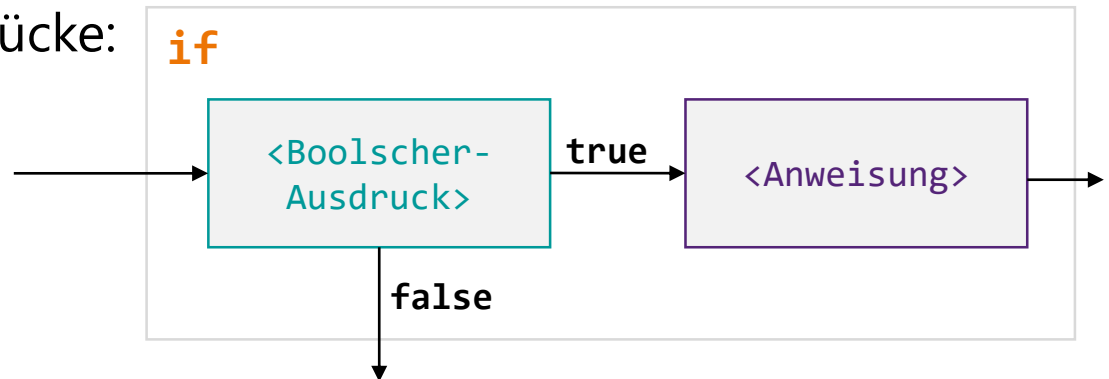 ücke:
if
<Boolscher-
Ausdruck>
true
<Anweisung>
false